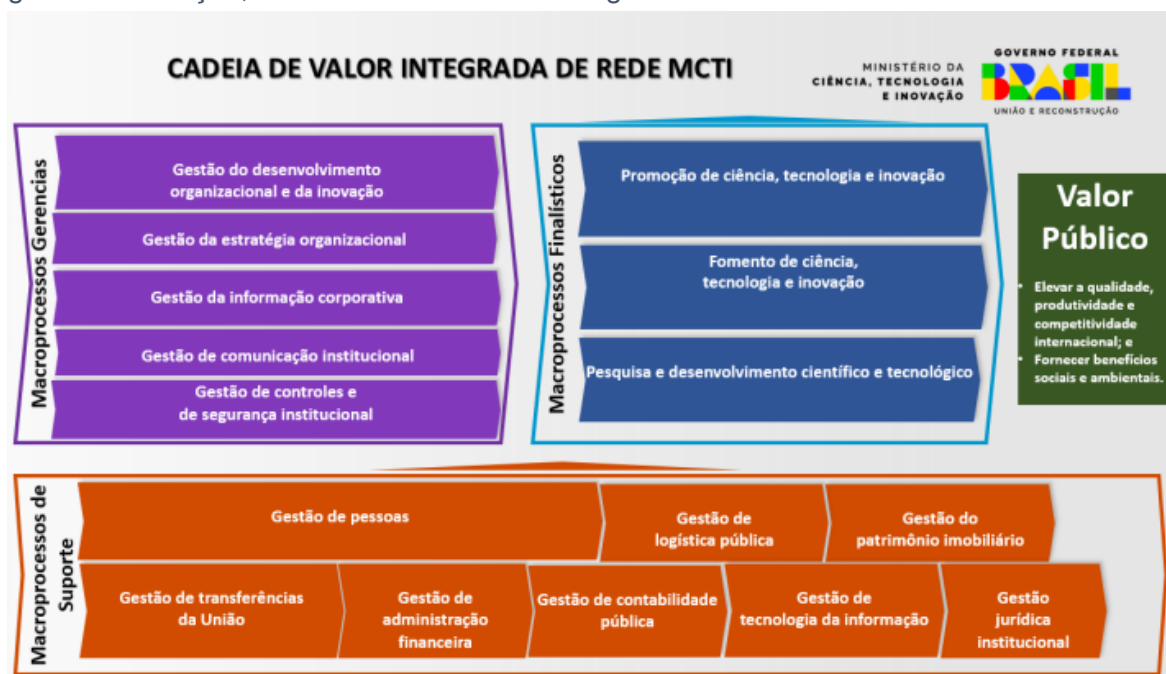 CADEIA DE VALOR INTEGRADA DE REDE MCTI
MINISTÉRIO DA
CIÊNCIA, TECNOLOGIA
E INOVAÇÃO
GOVERNO FEDERAL
BRASIL
UNIÃO E RECONSTRUÇÃO
Macroprocessos Gerencias
Gestão do desenvolvimento
organizacional e da inovação
Gestão da estratégia organizacional
Gestão da informação corporativa
Gestão de comunicação institucional
Gestão de controles e
de segurança institucional
Macroprocessos Finalísticos
Promoção de ciência, tecnologia e inovação
Fomento de ciência,
tecnologia e inovação
Pesquisa e desenvolvimento científico e tecnológico
Valor
Público
• Elevar a qualidade,
produtividade e
competitividade
internacional; e
• Fornecer benefícios
sociais e ambientais.
Macroprocessos de
Suporte
Gestão de pessoas
Gestão de
logística pública
Gestão do
patrimônio imobiliário
Gestão de transferências
da União
Gestão de
administração
financeira
Gestão de contabilidade
pública
Gestão de
tecnologia da informação
Gestão
jurídica
institucional